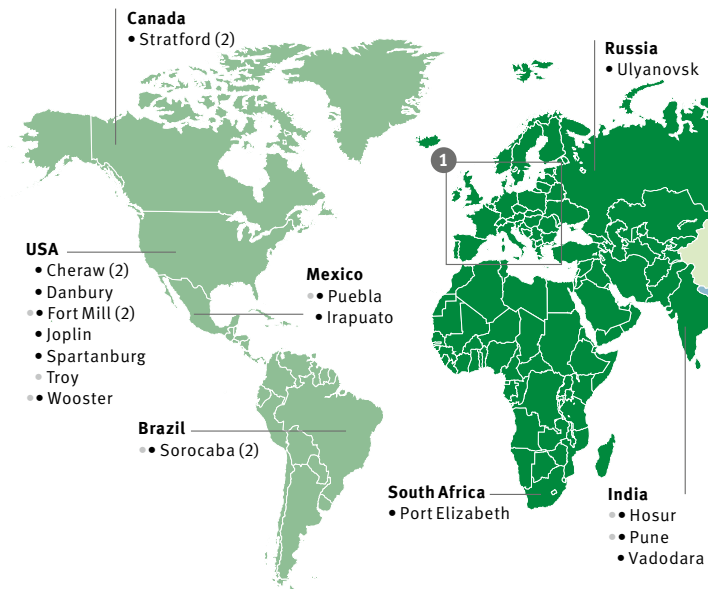 Canada
• Stratford (2)
Russia
• Ulyanovsk
1
USA
• Cheraw (2)
• Danbury
•• Fort Mill (2)
• Joplin
• Spartanburg
• Troy
•• Wooster
Mexico
•• Puebla
• Irapuato
Brazil
•• Sorocaba (2)
South Africa
• Port Elizabeth
India
•• Hosur
•• Pune
• Vadodara